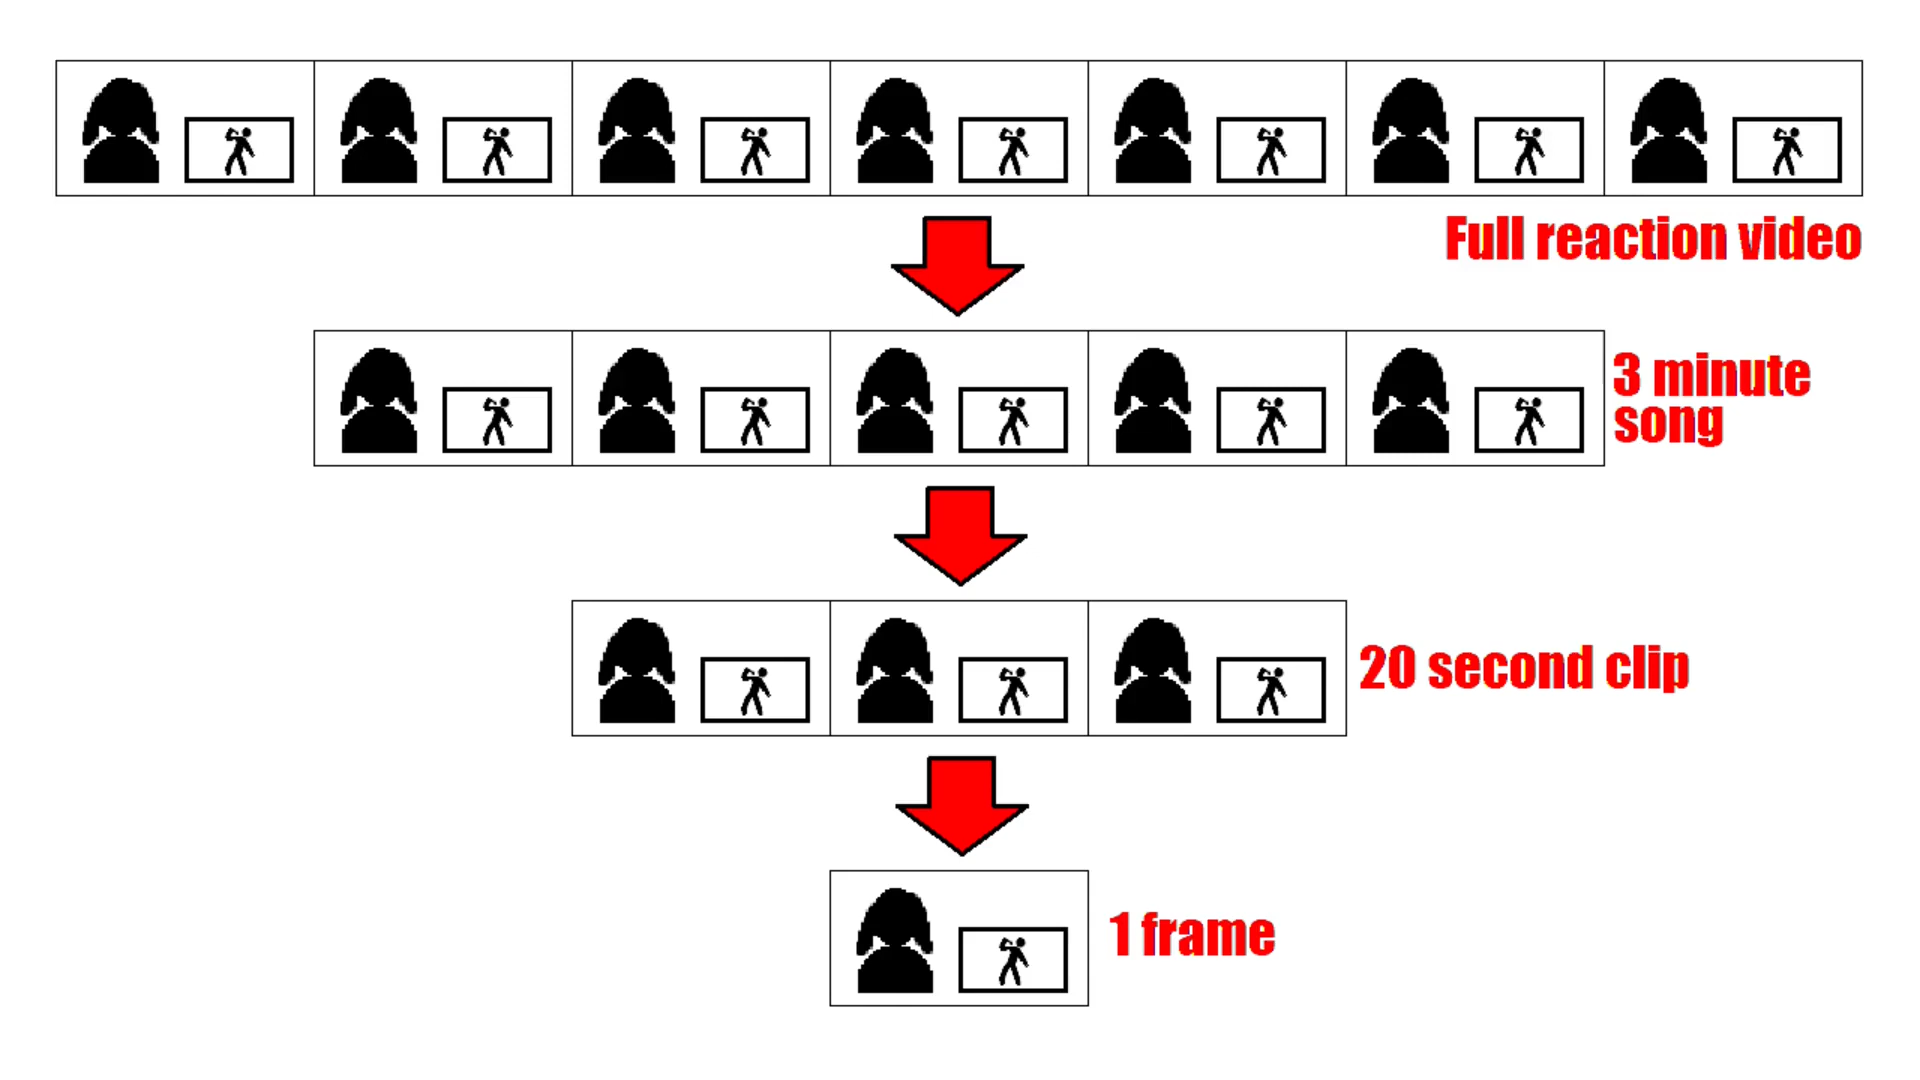 Full reaction video
3 minute
song
20 second clip
1 frame